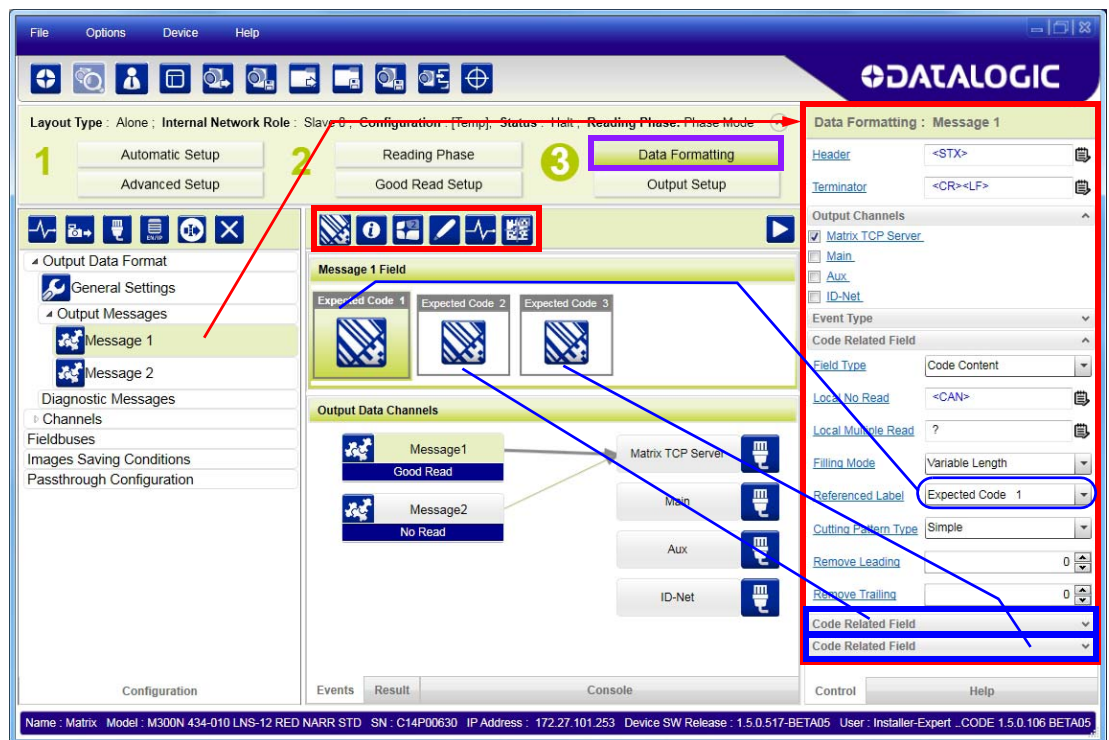 File Options Device Help
DATALOGIC
Layout Type : Alone ; Internal Network Role : Slave 0 ; Configuration : [Temp], Status : Halt ; Reading Phase: Phase Mode
1 Automatic Setup
Advanced Setup
2 Reading Phase
Good Read Setup
3 Data Formatting
Output Setup
EN/IP
Output Data Format
General Settings
Output Messages
Message 1
Message 2
Diagnostic Messages
Channels
Fieldbuses
Images Saving Conditions
Passthrough Configuration
Configuration
Message 1 Field
Expected Code 1 Expected Code 2 Expected Code 3
Output Data Channels
Message1
Good Read
Message2
No Read
Matrix TCP Server
Main
Aux
ID-Net
Events Result Console
Data Formatting : Message 1
Header <STX>
Terminator <CR><LF>
Output Channels
Matrix TCP Server
Main
Aux
ID-Net
Event Type
Code Related Field
Field Type Code Content
Local No Read <CAN>
Local Multiple Read ?
Filling Mode Variable Length
Referenced Label Expected Code 1
Cutting Pattern Type Simple
Remove Leading 0
Remove Trailing 0
Code Related Field
Code Related Field
Control Help
Name : Matrix Model : M300N 434-010 LNS-12 RED NARR STD SN : C14P00630 IP Address : 172.27.101.253 Device SW Release : 1.5.0.517-BETA05 User : Installer-Expert _CODE 1.5.0.106 BETA05